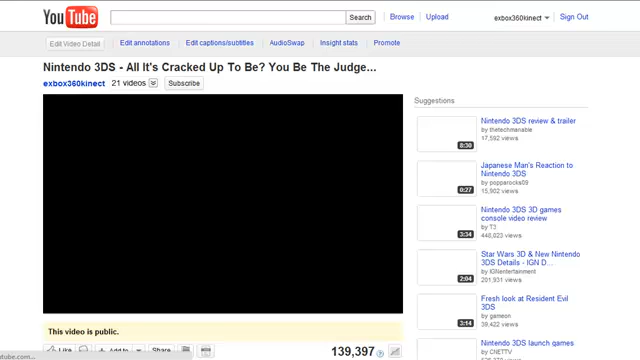 YouTube
Search
Browse
Upload
exbox360kinect
Sign Out
Edit Video Detail
Edit annotations
Edit captions/subtitles
AudioSwap
Insight stats
Promote
Nintendo 3DS - All It's Cracked Up To Be? You Be The Judge...
exbox360kinect
21 videos
Subscribe
Suggestions
Nintendo 3DS review & trailer
by thetechmanable
17,592 views
8:30
Japanese Man's Reaction to
Nintendo 3DS
by popparocks09
15,902 views
0:27
Nintendo 3DS 3D games
console video review
by T3
448,023 views
3:34
Star Wars 3D & New Nintendo
3DS Details - IGN D...
by IGNentertainment
201,931 views
2:04
Fresh look at Resident Evil
3DS
by gameon
39,422 views
3:14
Nintendo 3DS launch games
by CNETTV
This video is public.
Like
Add to
Share
139,397
utube.com...